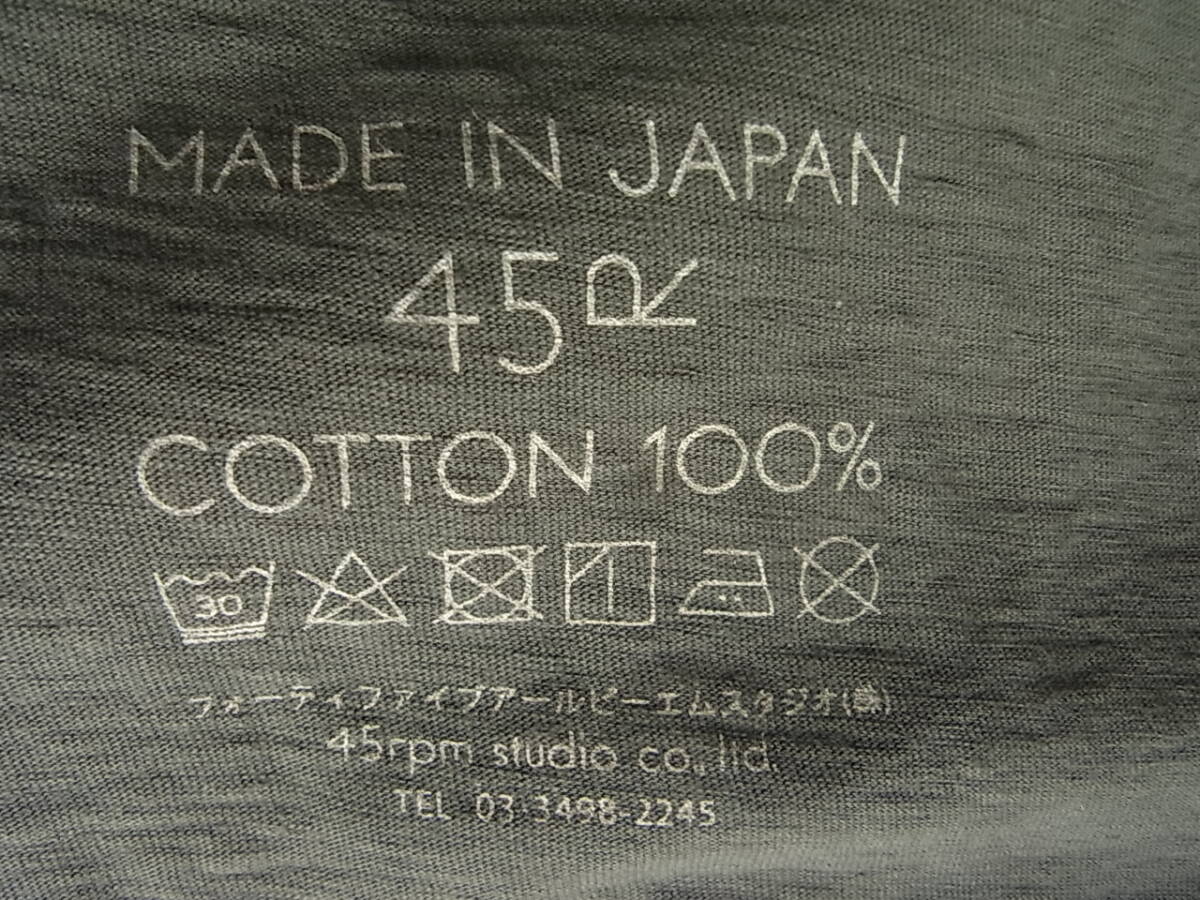 MADE IN JAPAN
45R
COTTON 100%
30
フォーティファイブアールピーエムスタジオ(株)
45rpm studio co., ltd.
TEL 03-3498-2245